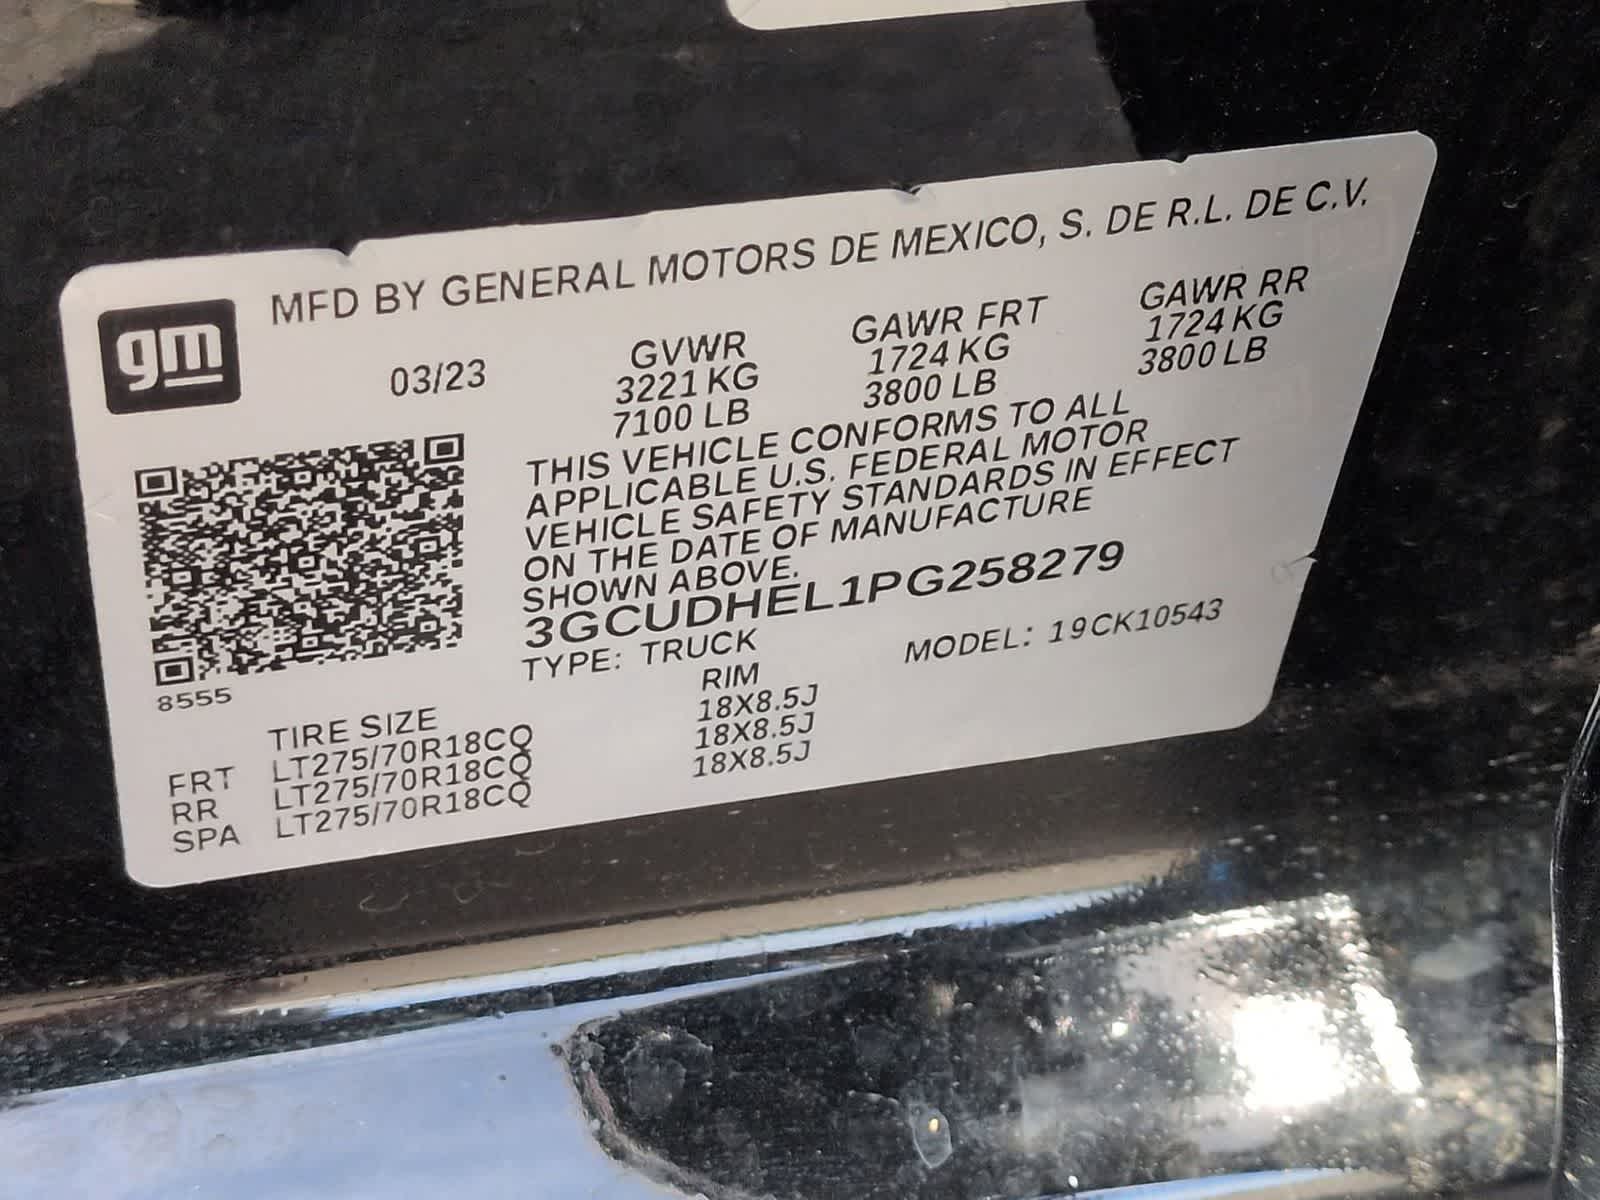 MFD BY GENERAL MOTORS DE MEXICO, S. DE R.L. DE C.V.
gm
03/23
GVWR GAWR FRT GAWR RR
3221 KG 1724 KG 1724 KG
7100 LB 3800 LB 3800 LB
THIS VEHICLE CONFORMS TO ALL
APPLICABLE U.S. FEDERAL MOTOR
VEHICLE SAFETY STANDARDS IN EFFECT
ON THE DATE OF MANUFACTURE
SHOWN ABOVE.
3GCUDHEL1PG258279
TYPE: TRUCK MODEL: 19CK10543
8555
TIRE SIZE RIM
FRT LT275/70R18CQ 18X8.5J
RR LT275/70R18CQ 18X8.5J
SPA LT275/70R18CQ 18X8.5J